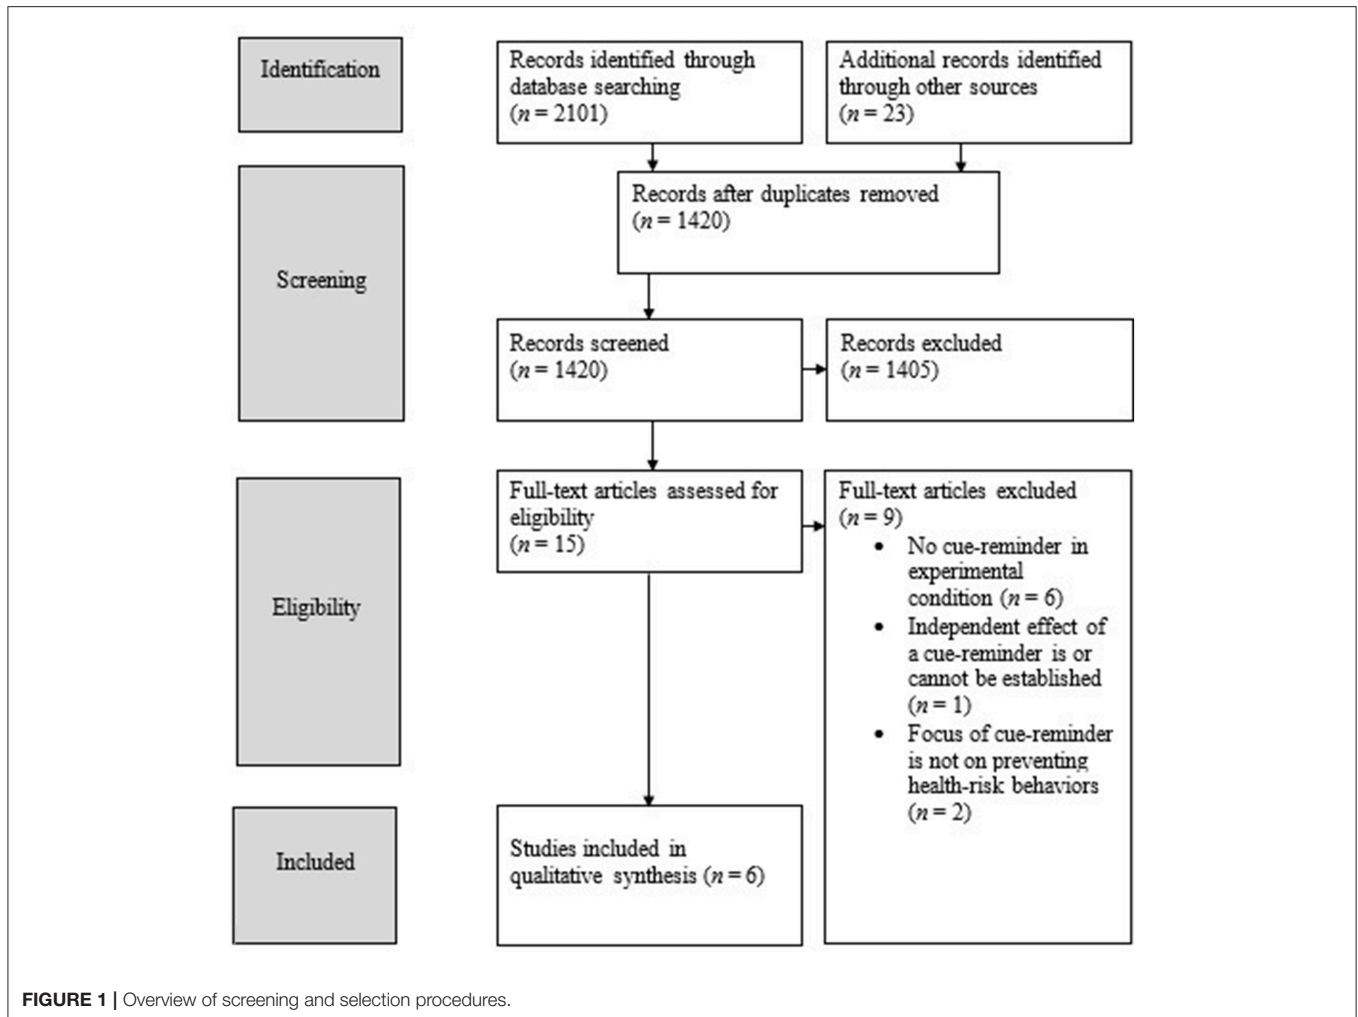 Identification
Records identified through
database searching
(n = 2101)
Additional records identified
through other sources
(n = 23)
Screening
Records after duplicates removed
(n = 1420)
Records screened
(n = 1420)
Records excluded
(n = 1405)
Eligibility
Full-text articles assessed for
eligibility
(n = 15)
Full-text articles excluded
(n = 9)
• No cue-reminder in
experimental
condition (n = 6)
• Independent effect of
a cue-reminder is or
cannot be established
(n = 1)
• Focus of cue-reminder
is not on preventing
health-risk behaviors
(n = 2)
Included
Studies included in
qualitative synthesis (n = 6)
FIGURE 1 | Overview of screening and selection procedures.